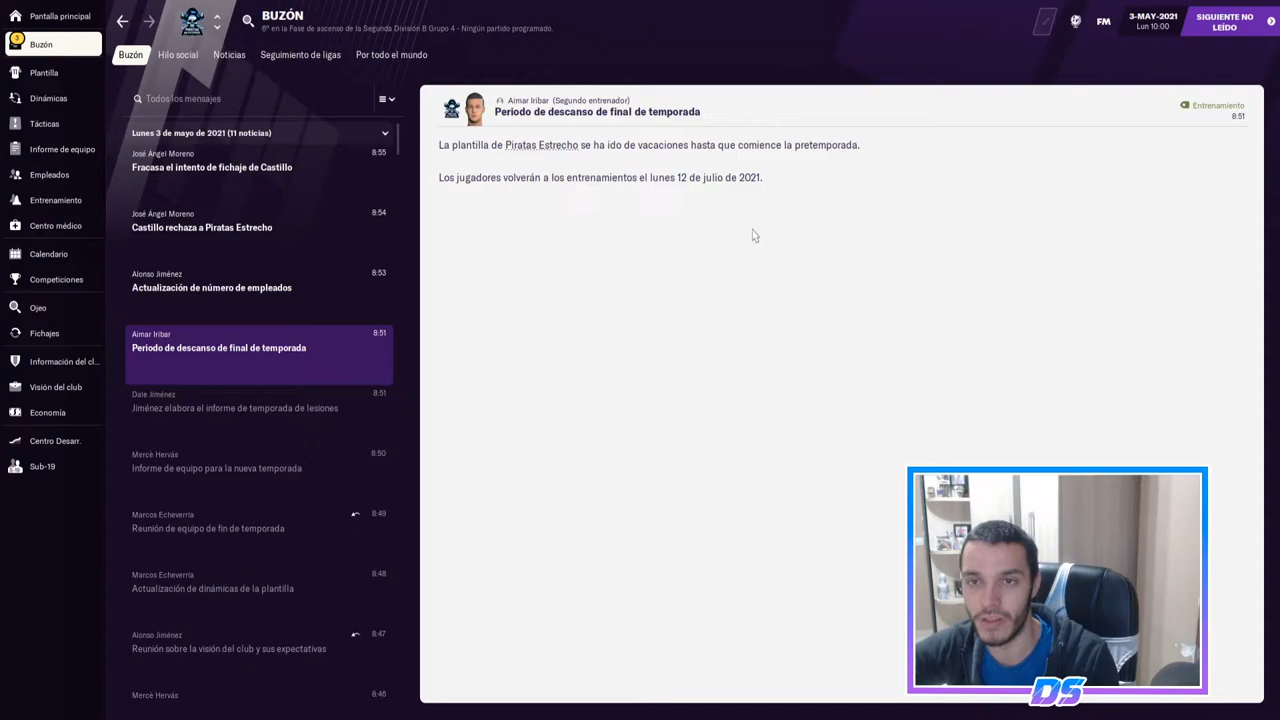 Pantalla principal
3
Buzón
Plantilla
Dinámicas
Tácticas
Informe de equipo
Empleados
Entrenamiento
Centro médico
Calendario
Competiciones
Ojeo
Fichajes
Información del cl...
Visión del club
Economía
Centro Desarr.
Sub-19
BUZÓN
6º en la Fase de ascenso de la Segunda División B Grupo 4 - Ningún partido programado.
FM
3-MAY-2021
Lun 10:00
SIGUIENTE NO LEÍDO
Buzón Hilo social Noticias Seguimiento de ligas Por todo el mundo
Todos los mensajes
Lunes 3 de mayo de 2021 (11 noticias)
José Ángel Moreno 8:55
Fracasa el intento de fichaje de Castillo
José Ángel Moreno 8:54
Castillo rechaza a Piratas Estrecho
Alonso Jiménez 8:53
Actualización de número de empleados
Aimar Iribar 8:51
Periodo de descanso de final de temporada
Dale Jiménez 8:51
Jiménez elabora el informe de temporada de lesiones
Mercè Hervás 8:50
Informe de equipo para la nueva temporada
Marcos Echeverría 8:49
Reunión de equipo de fin de temporada
Marcos Echeverría 8:48
Actualización de dinámicas de la plantilla
Alonso Jiménez 8:47
Reunión sobre la visión del club y sus expectativas
Mercè Hervás 8:46
Aimar Iribar (Segundo entrenador)
Periodo de descanso de final de temporada
Entrenamiento
8:51
La plantilla de Piratas Estrecho se ha ido de vacaciones hasta que comience la pretemporada.
Los jugadores volverán a los entrenamientos el lunes 12 de julio de 2021.
DS